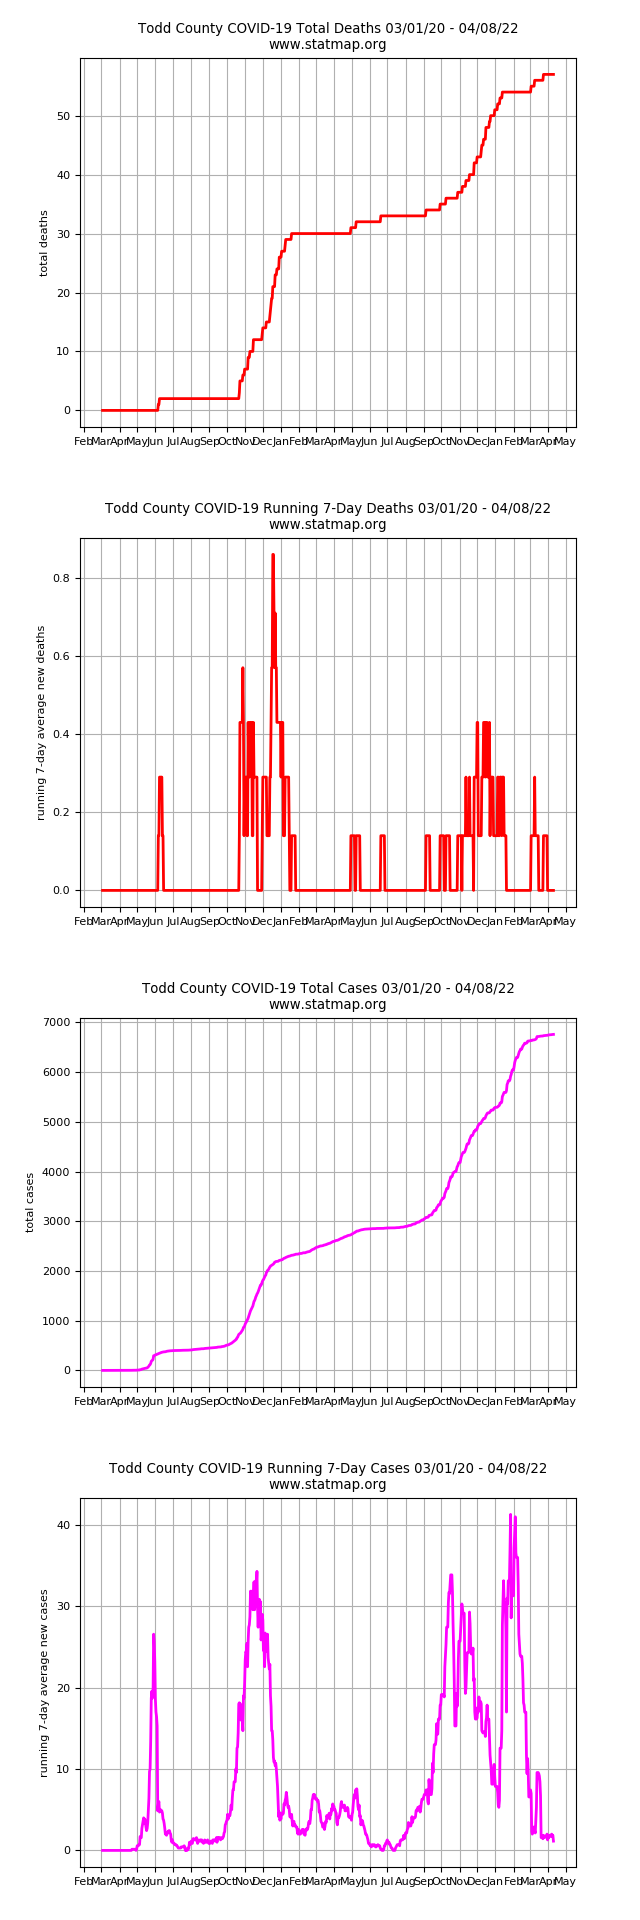 Todd County COVID-19 Total Deaths 03/01/20 - 04/08/22
www.statmap.org
50
40
30
20
10
0
total deaths
Feb Mar Apr May Jun Jul Aug Sep Oct Nov Dec Jan Feb Mar Apr May Jun Jul Aug Sep Oct Nov Dec Jan Feb Mar Apr May
Todd County COVID-19 Running 7-Day Deaths 03/01/20 - 04/08/22
www.statmap.org
0.8
0.6
0.4
0.2
0.0
running 7-day average new deaths
Feb Mar Apr May Jun Jul Aug Sep Oct Nov Dec Jan Feb Mar Apr May Jun Jul Aug Sep Oct Nov Dec Jan Feb Mar Apr May
Todd County COVID-19 Total Cases 03/01/20 - 04/08/22
www.statmap.org
7000
6000
5000
4000
3000
2000
1000
0
total cases
Feb Mar Apr May Jun Jul Aug Sep Oct Nov Dec Jan Feb Mar Apr May Jun Jul Aug Sep Oct Nov Dec Jan Feb Mar Apr May
Todd County COVID-19 Running 7-Day Cases 03/01/20 - 04/08/22
www.statmap.org
40
30
20
10
0
running 7-day average new cases
Feb Mar Apr May Jun Jul Aug Sep Oct Nov Dec Jan Feb Mar Apr May Jun Jul Aug Sep Oct Nov Dec Jan Feb Mar Apr May